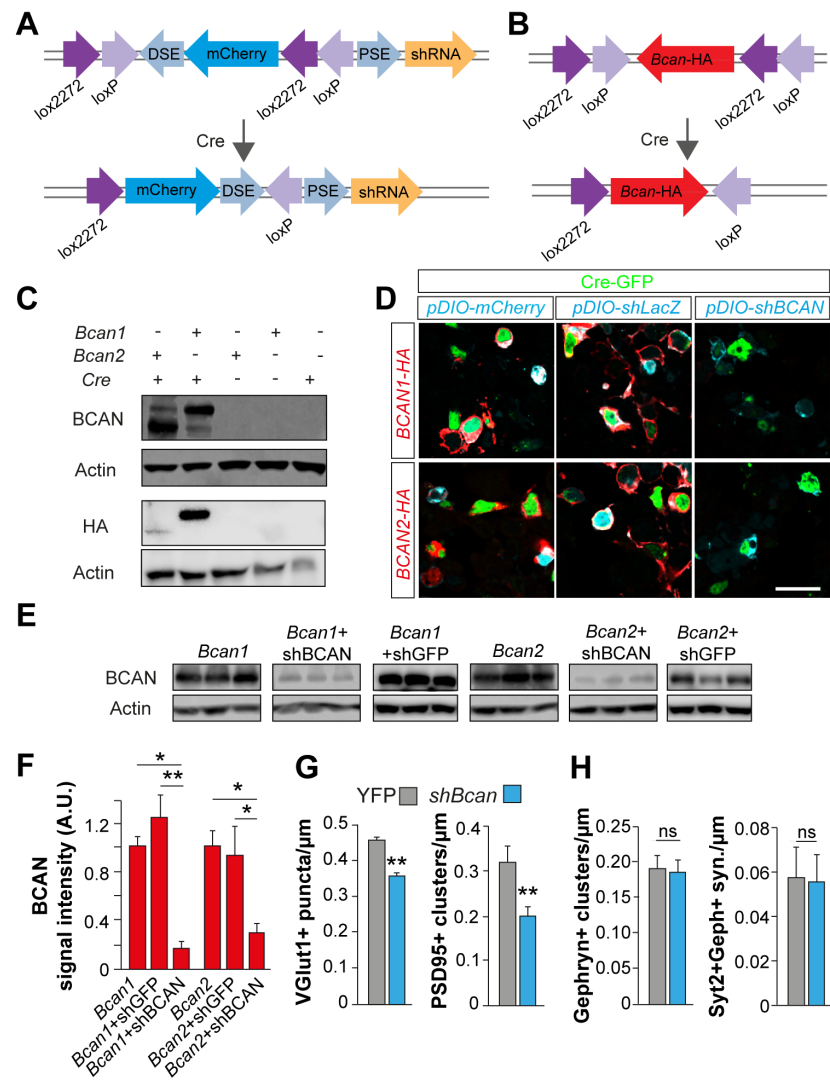 A
DSE
mCherry
PSE
shRNA
lox2272
loxP
lox2272
loxP
Cre
mCherry
DSE
PSE
shRNA
lox2272
loxP
B
Bcan-HA
lox2272
loxP
lox2272
loxP
Cre
Bcan-HA
lox2272
loxP
C
Bcan1 - + - + -
Bcan2 + - + - -
Cre + + - - +
BCAN
Actin
HA
Actin
D
Cre-GFP
pDIO-mCherry
pDIO-shLacZ
pDIO-shBCAN
BCAN1-HA
BCAN2-HA
E
Bcan1
Bcan1+
shBCAN
Bcan1
+shGFP
Bcan2
Bcan2+
shBCAN
Bcan2+
shGFP
BCAN
Actin
F
BCAN
signal intensity (A.U.)
1.2
0.8
0.4
0
*
**
*
*
Bcan1
Bcan1+shGFP
Bcan1+shBCAN
Bcan2
Bcan2+shGFP
Bcan2+shBCAN
G
YFP
shBcan
VGlut1+ puncta/µm
0.5
0.4
0.3
0.2
0.1
0
**
PSD95+ clusters/µm
0.4
0.3
0.2
0.1
0
**
H
Gephryn+ clusters/µm
0.25
0.20
0.15
0.10
0.05
0.00
ns
Syt2+Geph+ syn./µm
0.08
0.06
0.04
0.02
0.00
ns